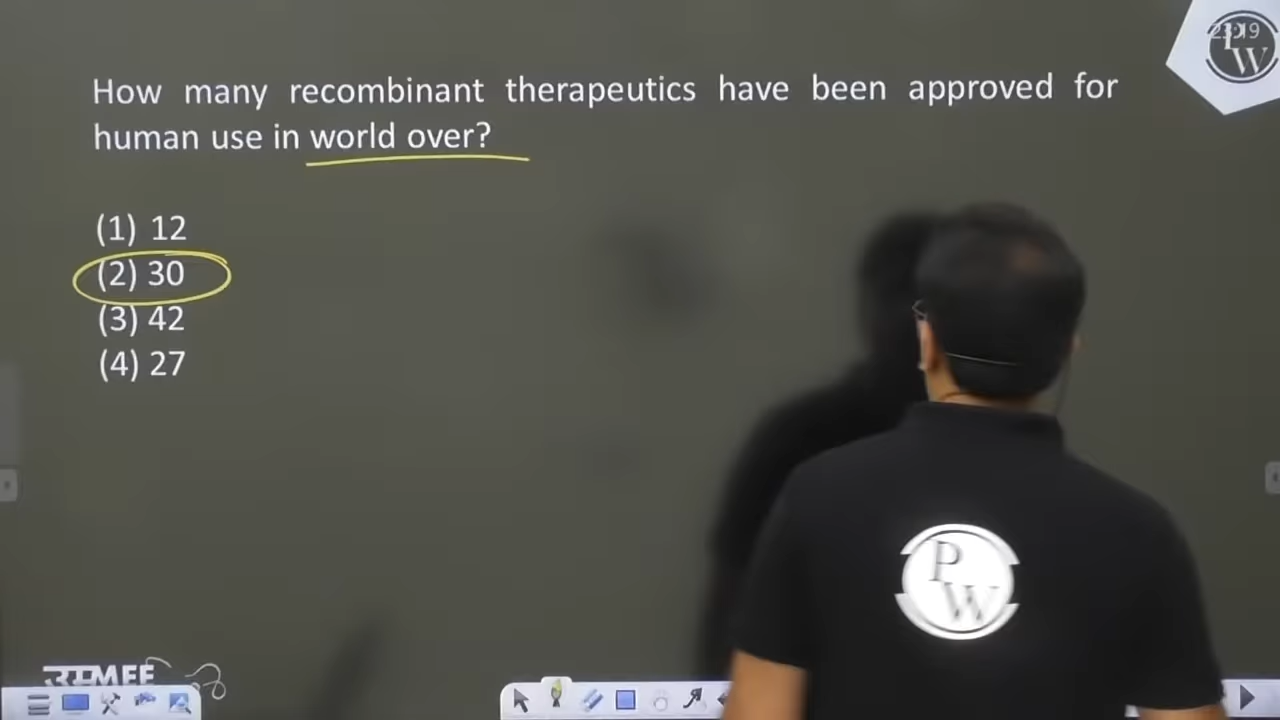 How many recombinant therapeutics have been approved for
human use in world over?
(1) 12
(2) 30
(3) 42
(4) 27
P
W
P
W